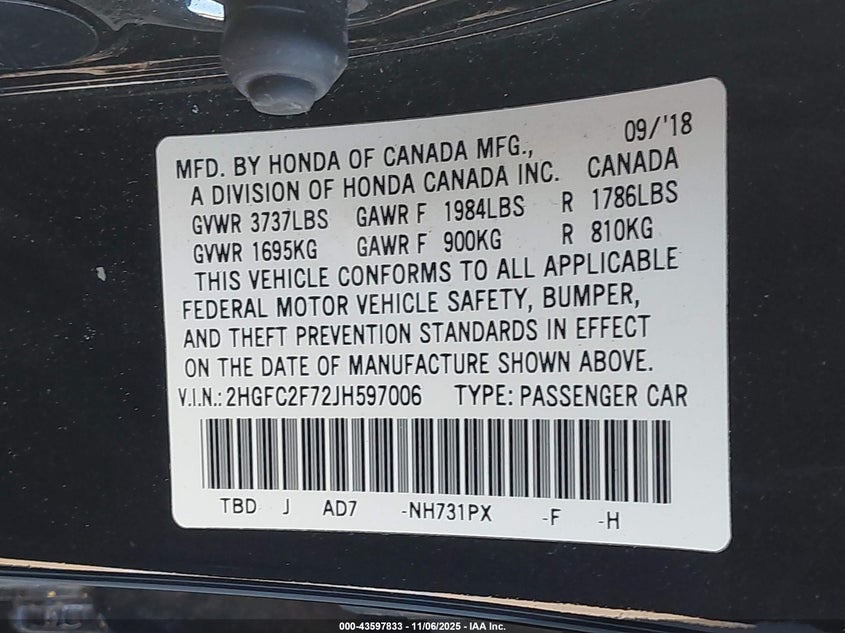 09/'18
MFD. BY HONDA OF CANADA MFG.,
A DIVISION OF HONDA CANADA INC. CANADA
GVWR 3737LBS GAWR F 1984LBS R 1786LBS
GVWR 1695KG GAWR F 900KG R 810KG
THIS VEHICLE CONFORMS TO ALL APPLICABLE
FEDERAL MOTOR VEHICLE SAFETY, BUMPER,
AND THEFT PREVENTION STANDARDS IN EFFECT
ON THE DATE OF MANUFACTURE SHOWN ABOVE.
V.I.N.: 2HGFC2F72JH597006 TYPE: PASSENGER CAR
TBD J AD7 -NH731PX -F -H
000-43597833 - 11/06/2025 - IAA Inc.